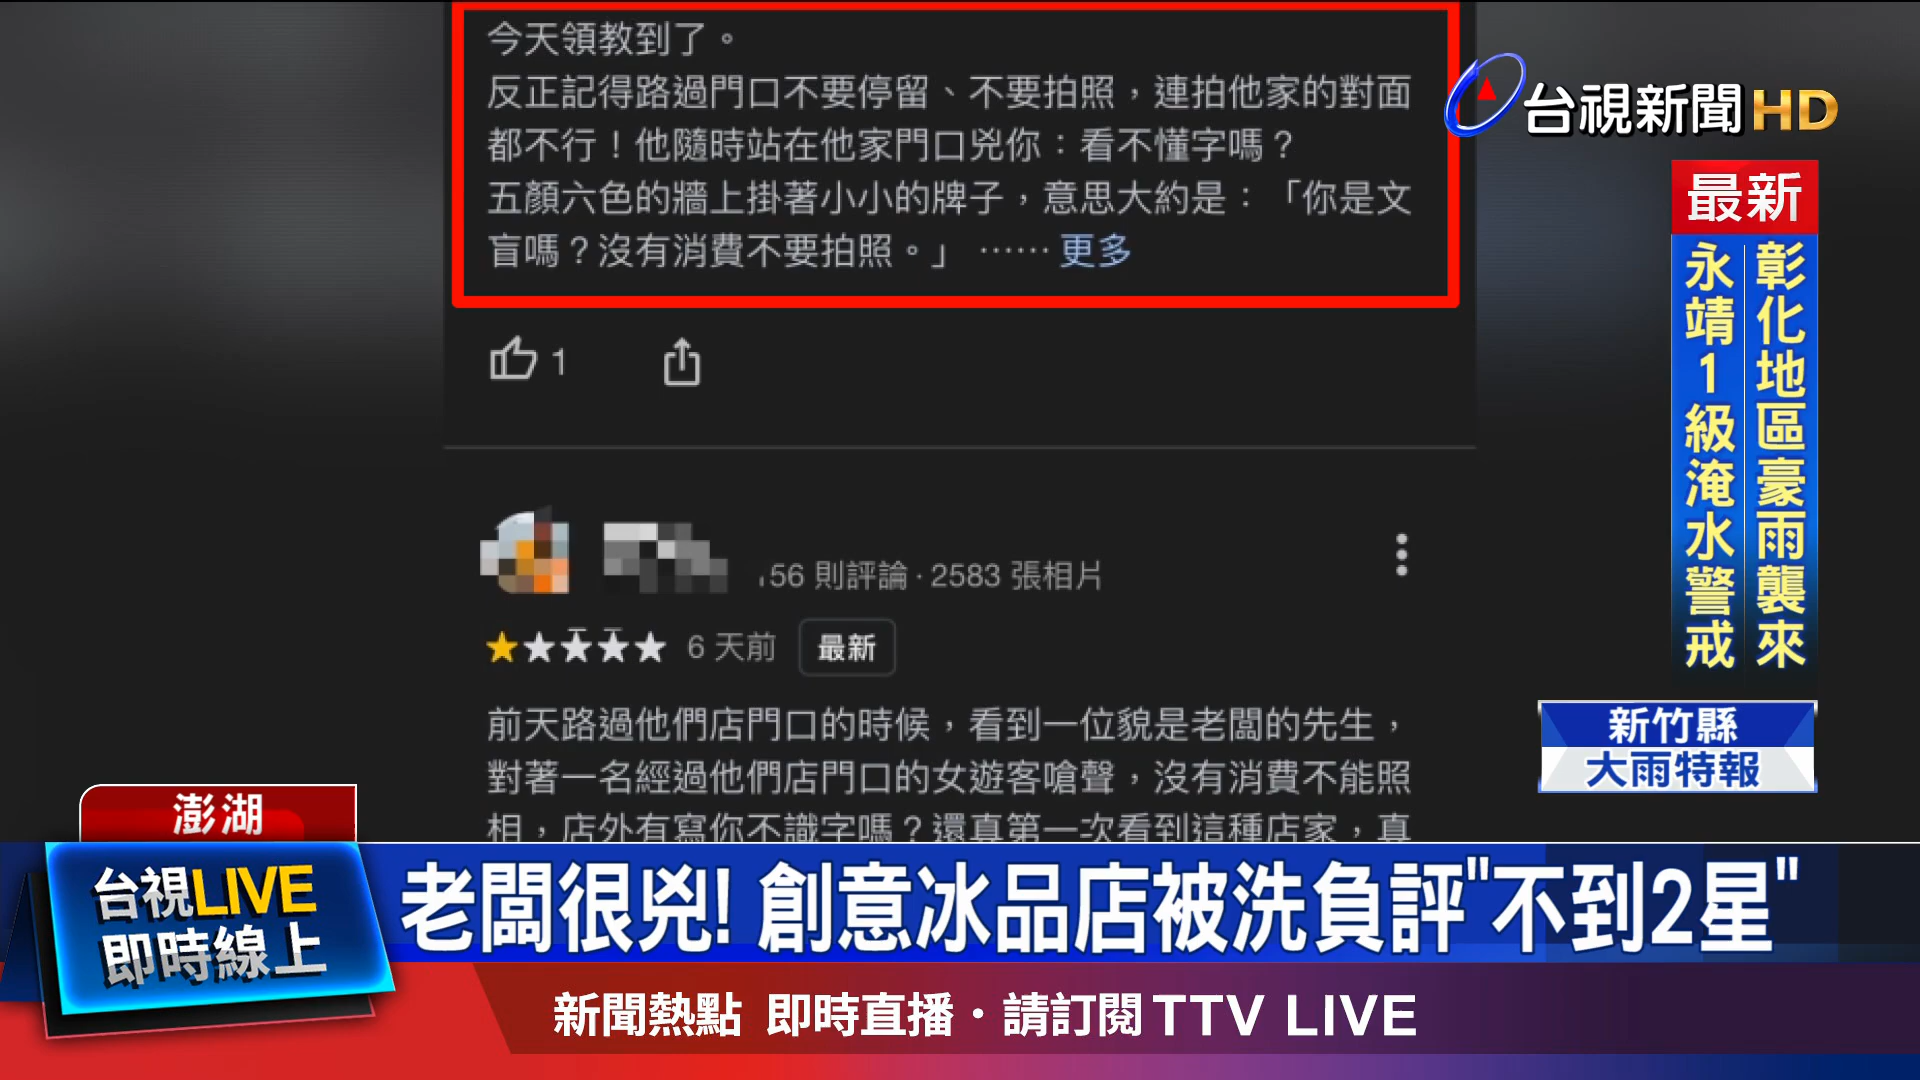 今天領教到了。
反正記得路過門口不要停留、不要拍照，連拍他家的對面
都不行！他隨時站在他家門口兇你：看不懂字嗎？
五顏六色的牆上掛著小小的牌子，意思大約是：「你是文
盲嗎？沒有消費不要拍照。」 …… 更多
1
56 則評論 · 2583 張相片
6 天前 最新
前天路過他們店門口的時候，看到一位貌是老闆的先生，
對著一名經過他們店門口的女遊客嗆聲，沒有消費不能照
相，店外有寫你不識字嗎？還真第一次看到這種店家，真
台視新聞HD
最新
彰化地區豪雨襲來
永靖1級淹水警戒
新竹縣
大雨特報
澎湖
台視LIVE
即時線上
老闆很兇! 創意冰品店被洗負評"不到2星"
新聞熱點 即時直播・請訂閱TTV LIVE